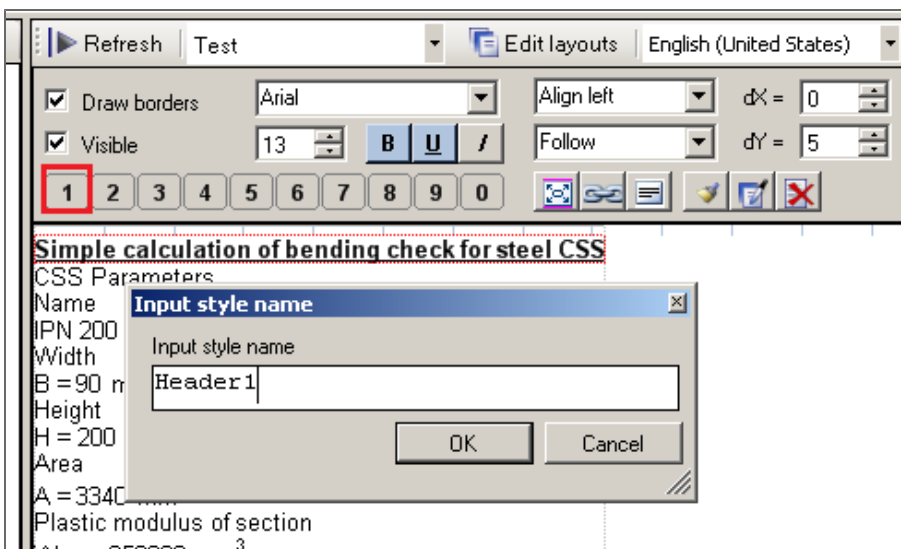 Refresh Test Edit layouts English (United States)
Draw borders Arial Align left dX = 0
Visible 13 B U I Follow dY = 5
1 2 3 4 5 6 7 8 9 0
Simple calculation of bending check for steel CSS
CSS Parameters
Name
Input style name
IPN 200
Input style name
Width
B = 90
Header1
Height
H = 200
OK Cancel
Area
A = 3340
Plastic modulus of section